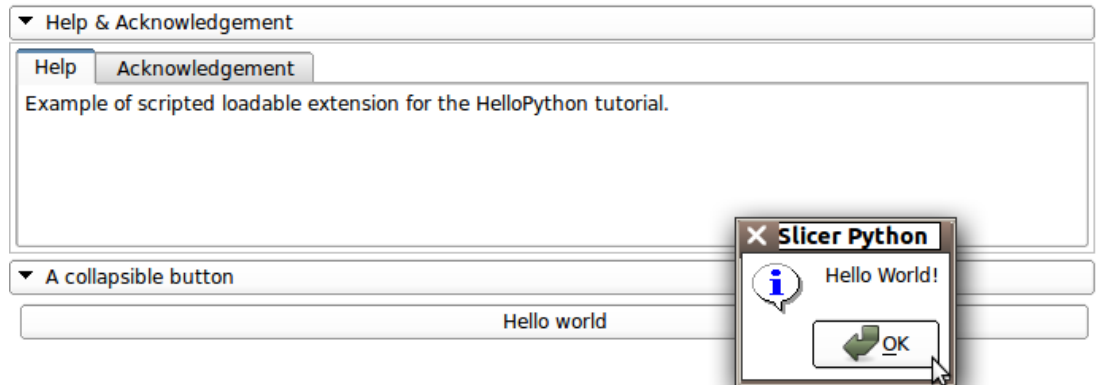 Help & Acknowledgement
Help
Acknowledgement
Example of scripted loadable extension for the HelloPython tutorial.
A collapsible button
Hello world
Slicer Python
Hello World!
OK